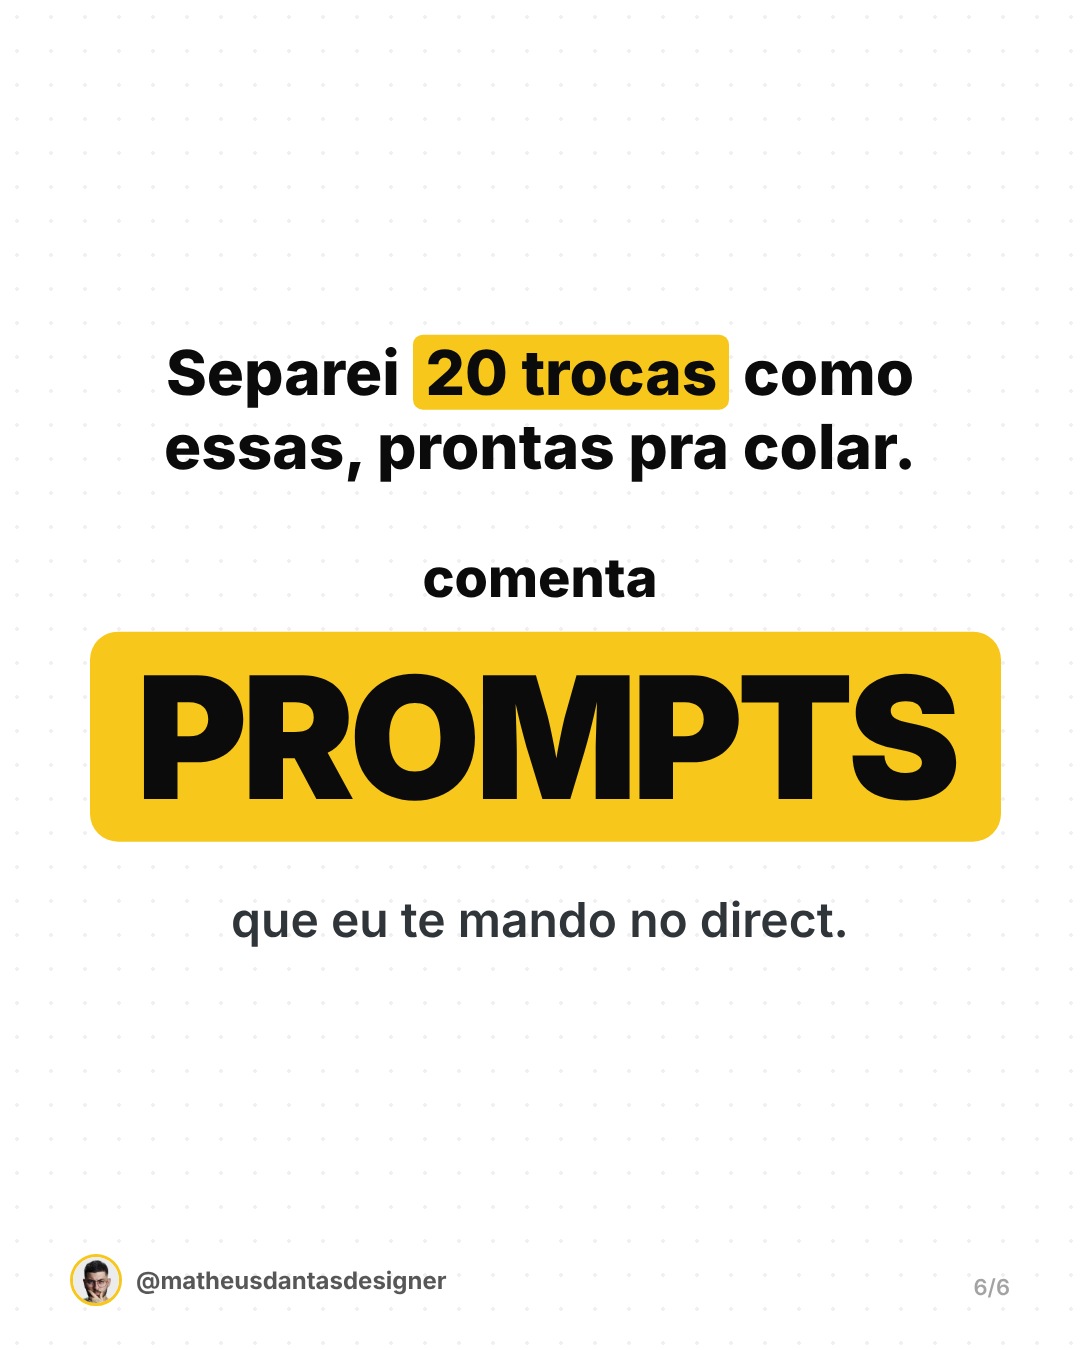 Separei 20 trocas como
essas, prontas pra colar.
comenta
PROMPTS
que eu te mando no direct.
@matheusdantasdesigner
6/6